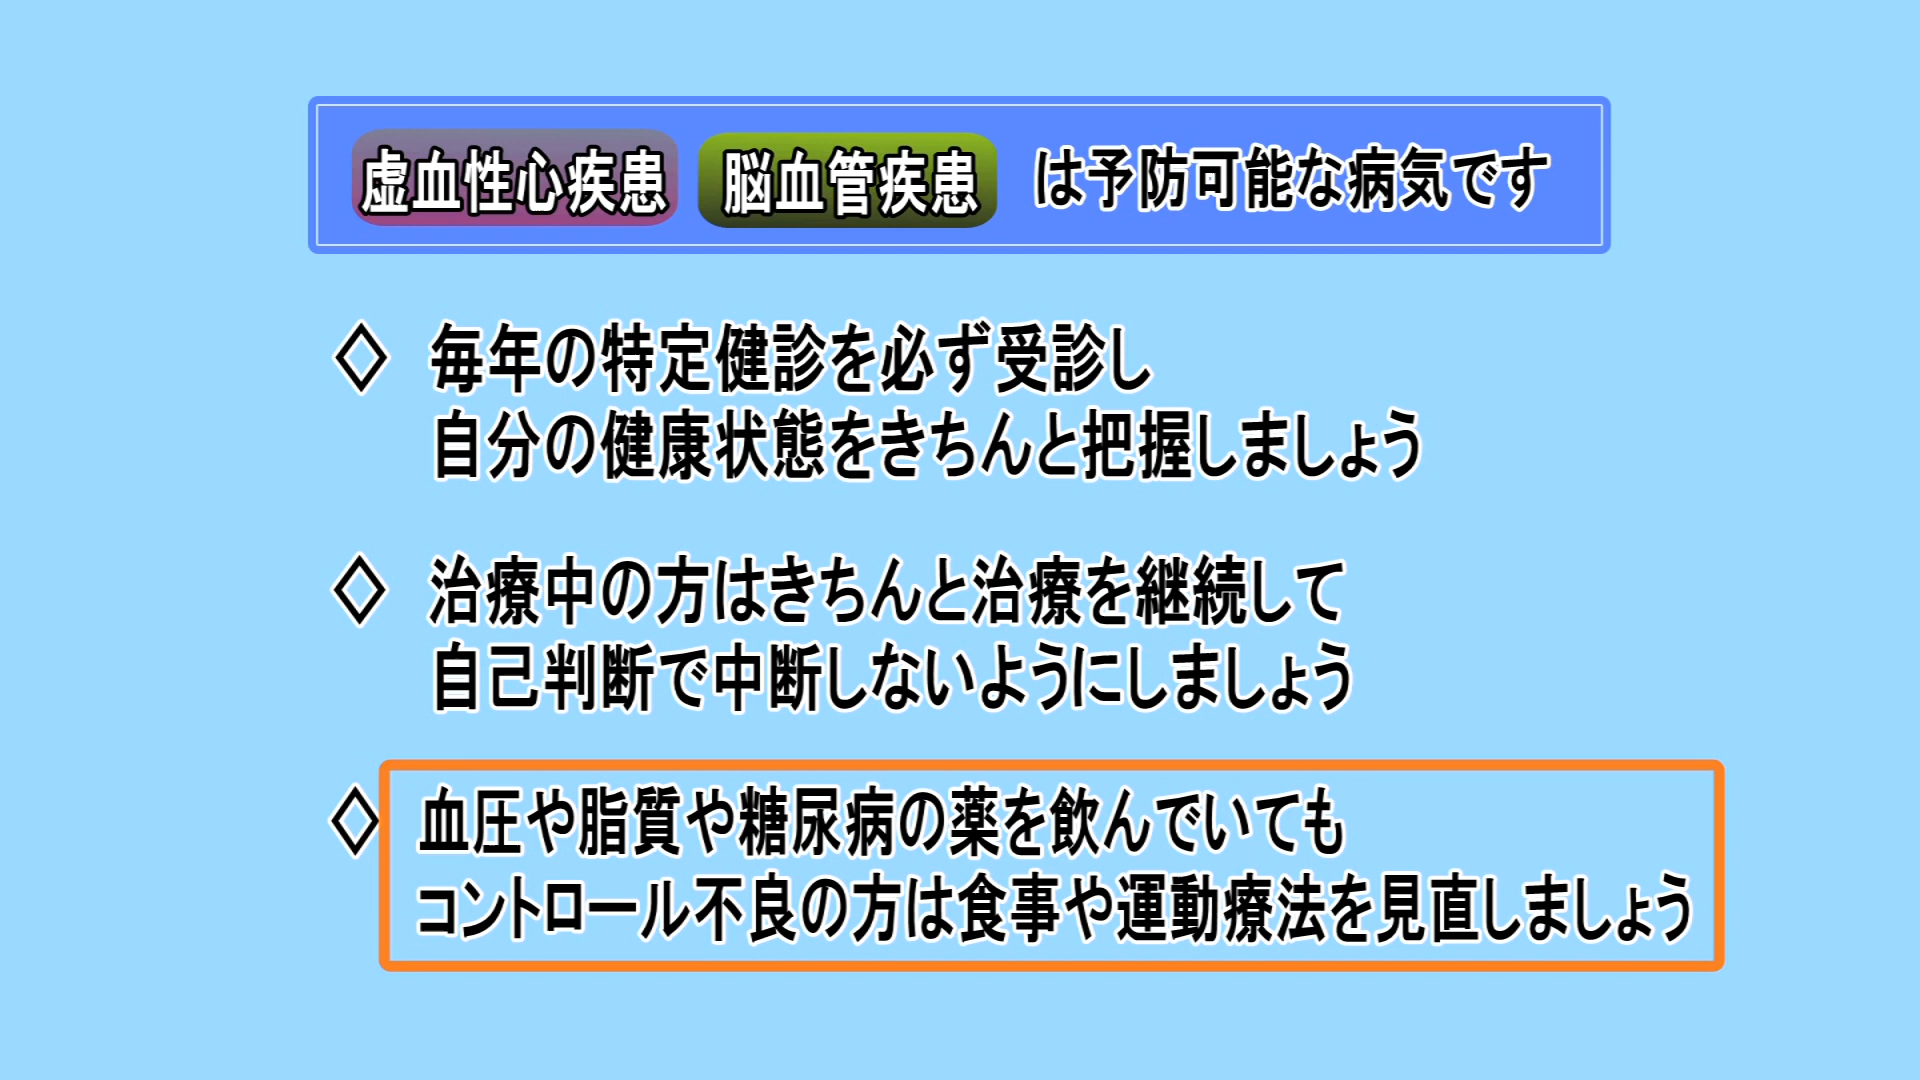 虚血性心疾患 脳血管疾患 は予防可能な病気です
◇ 毎年の特定健診を必ず受診し
自分の健康状態をきちんと把握しましょう
◇ 治療中の方はきちんと治療を継続して
自己判断で中断しないようにしましょう
◇ 血圧や脂質や糖尿病の薬を飲んでいても
コントロール不良の方は食事や運動療法を見直しましょう